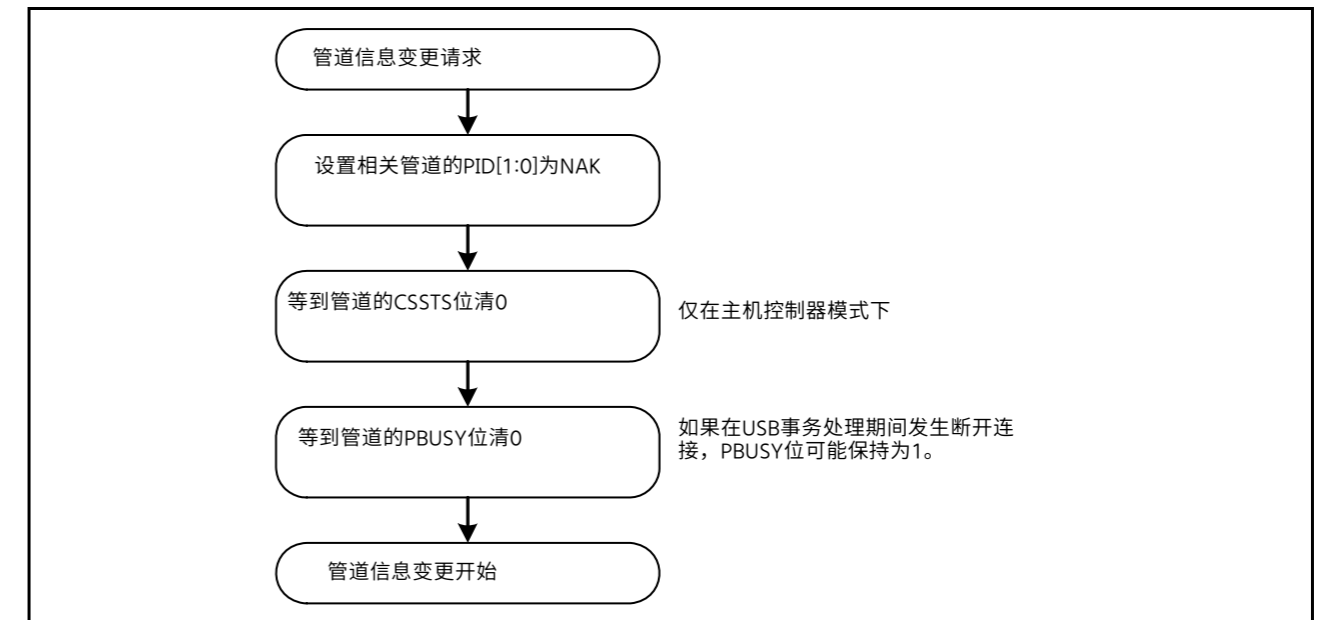 管道信息变更请求
设置相关管道的PID[1:0]为NAK
等到管道的CSSTS位清0
仅在主机控制器模式下
等到管道的PBUSY位清0
如果在USB事务处理期间发生断开连
接，PBUSY位可能保持为1。
管道信息变更开始